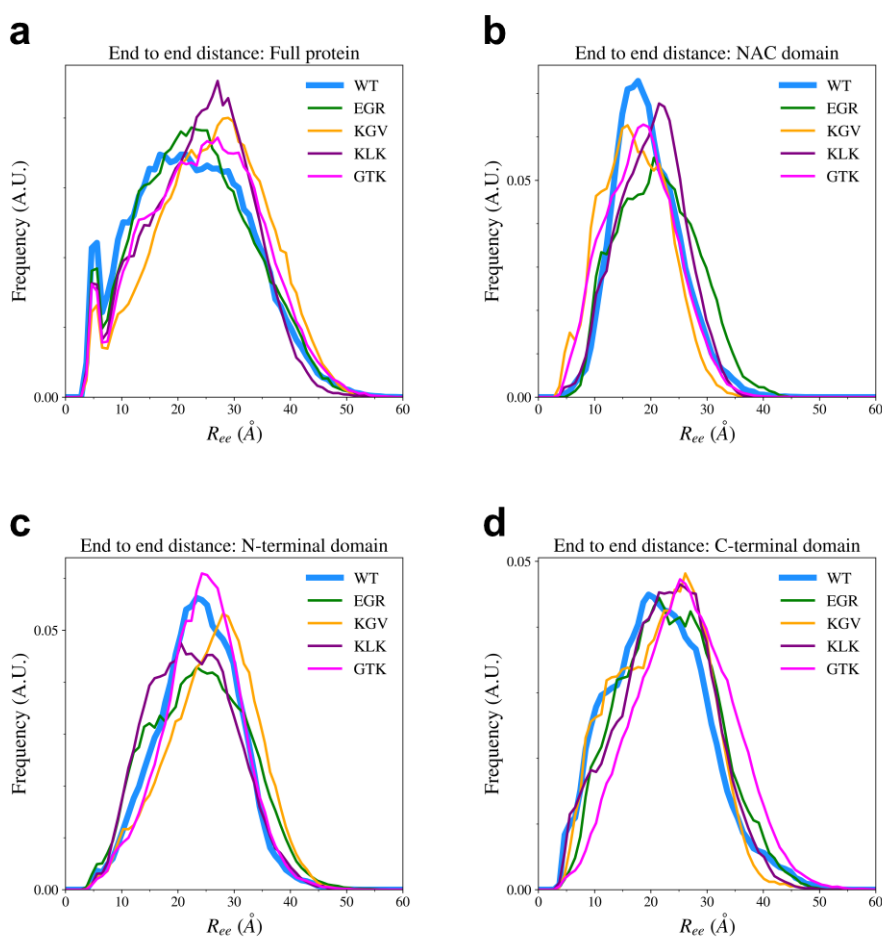 a
End to end distance: Full protein
WT
EGR
KGV
KLK
GTK
Frequency (A.U.)
0.00
0 10 20 30 40 50 60
Ree (Å)
b
End to end distance: NAC domain
WT
EGR
KGV
KLK
GTK
Frequency (A.U.)
0.05
0.00
0 10 20 30 40 50 60
Ree (Å)
c
End to end distance: N-terminal domain
WT
EGR
KGV
KLK
GTK
Frequency (A.U.)
0.05
0.00
0 10 20 30 40 50 60
Ree (Å)
d
End to end distance: C-terminal domain
0.05
WT
EGR
KGV
KLK
GTK
Frequency (A.U.)
0.00
0 10 20 30 40 50 60
Ree (Å)